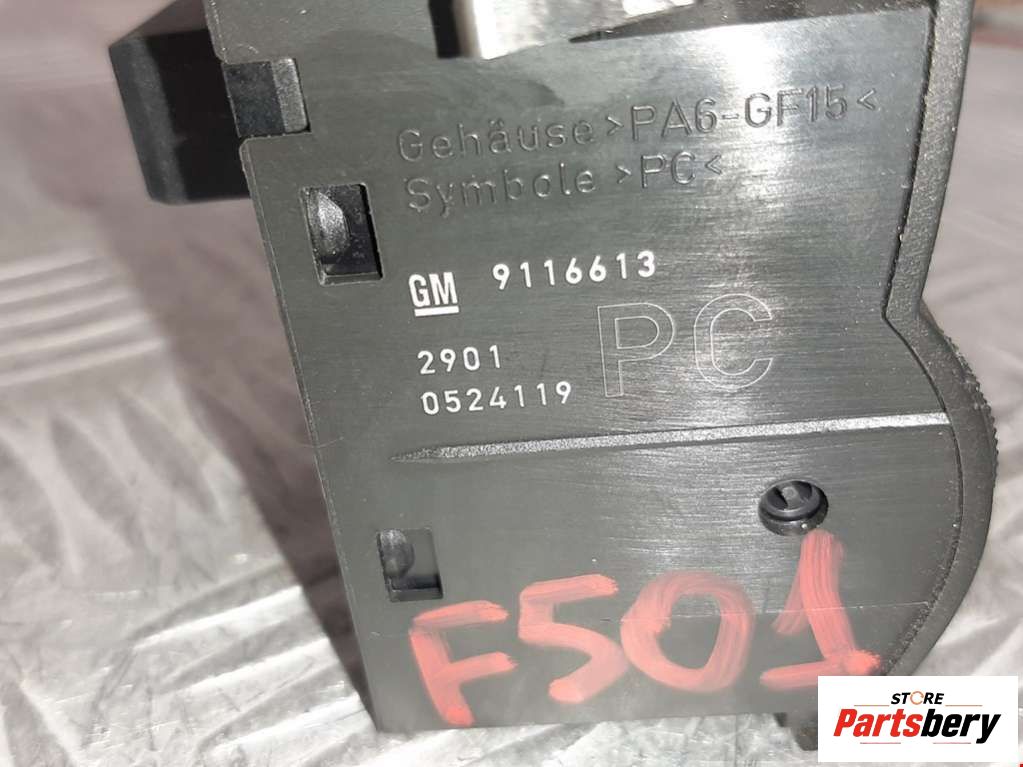 Gehäuse >PA6-GF15<
Symbole >PC<
GM 9116613
PC
2901
0524119
F501
STORE
Partsbery